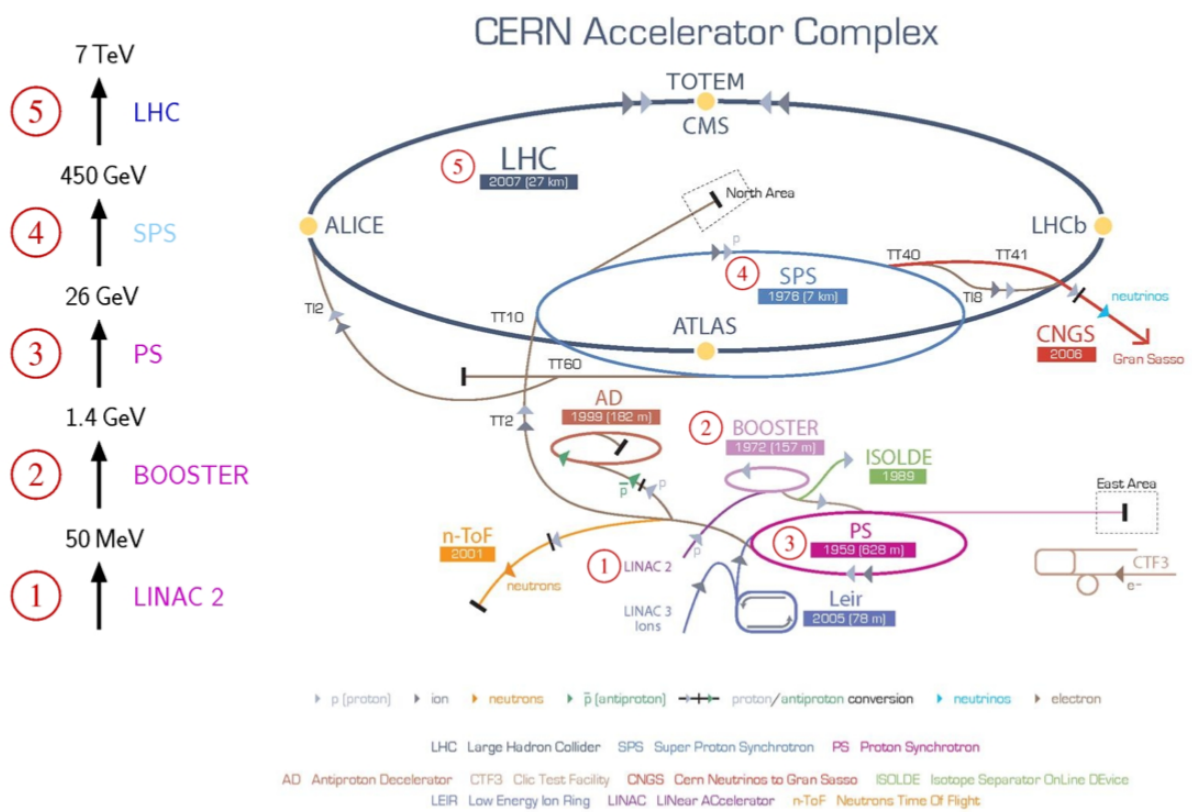 CERN Accelerator Complex
7 TeV
5 LHC
450 GeV
4 SPS
26 GeV
3 PS
1.4 GeV
2 BOOSTER
50 MeV
1 LINAC 2
TOTEM
CMS
5 LHC
2007 (27 km)
North Area
ALICE
LHCb
p
4 SPS
1976 (7 km)
TT40
TT41
TI8
TI2
TT10
ATLAS
neutrinos
CNGS
2006
Gran Sasso
TT60
AD
1999 (182 m)
TT2
2 BOOSTER
1972 (157 m)
ISOLDE
1989
p̄
p
East Area
n-ToF
2001
neutrons
p
1 LINAC 2
3 PS
1959 (628 m)
CTF3
e-
LINAC 3
Ions
Leir
2005 (78 m)
p (proton) ion neutrons p̄ (antiproton) proton/antiproton conversion neutrinos electron
LHC Large Hadron Collider SPS Super Proton Synchrotron PS Proton Synchrotron
AD Antiproton Decelerator CTF3 Clic Test Facility CNGS Cern Neutrinos to Gran Sasso ISOLDE Isotope Separator OnLine DEvice
LEIR Low Energy Ion Ring LINAC LINear ACcelerator n-ToF Neutrons Time Of Flight